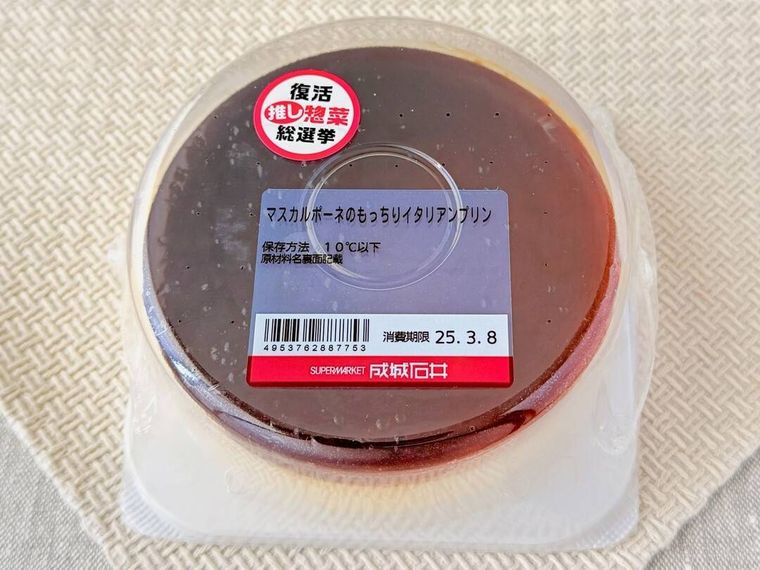 復活
推し惣菜
総選挙
マスカルポーネのもっちりイタリアンプリン
保存方法 10℃以下
原材料名裏面記載
4953762887753
消費期限 25.3.8
SUPERMARKET 成城石井